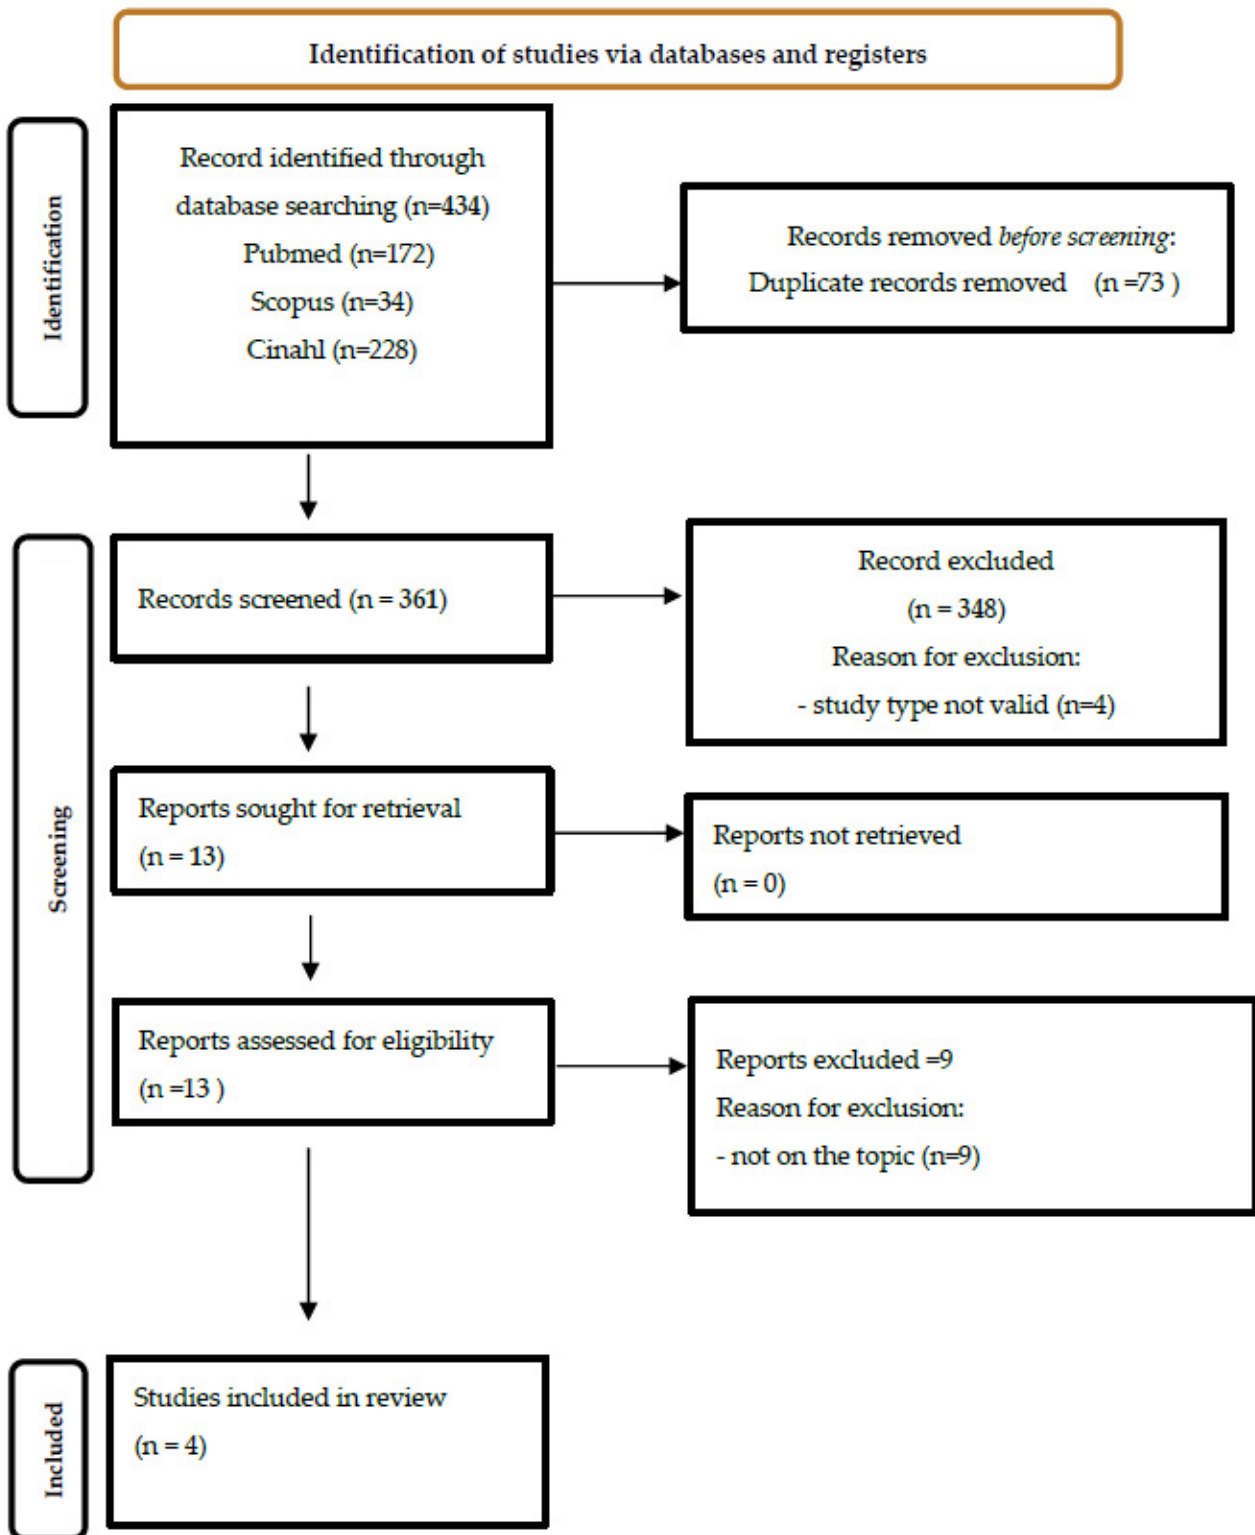 Identification of studies via databases and registers
Identification
Record identified through
database searching (n=434)
Pubmed (n=172)
Scopus (n=34)
Cinahl (n=228)
Records removed before screening:
Duplicate records removed (n =73 )
Screening
Records screened (n = 361)
Record excluded
(n = 348)
Reason for exclusion:
- study type not valid (n=4)
Reports sought for retrieval
(n = 13)
Reports not retrieved
(n = 0)
Reports assessed for eligibility
(n =13 )
Reports excluded =9
Reason for exclusion:
- not on the topic (n=9)
Included
Studies included in review
(n = 4)